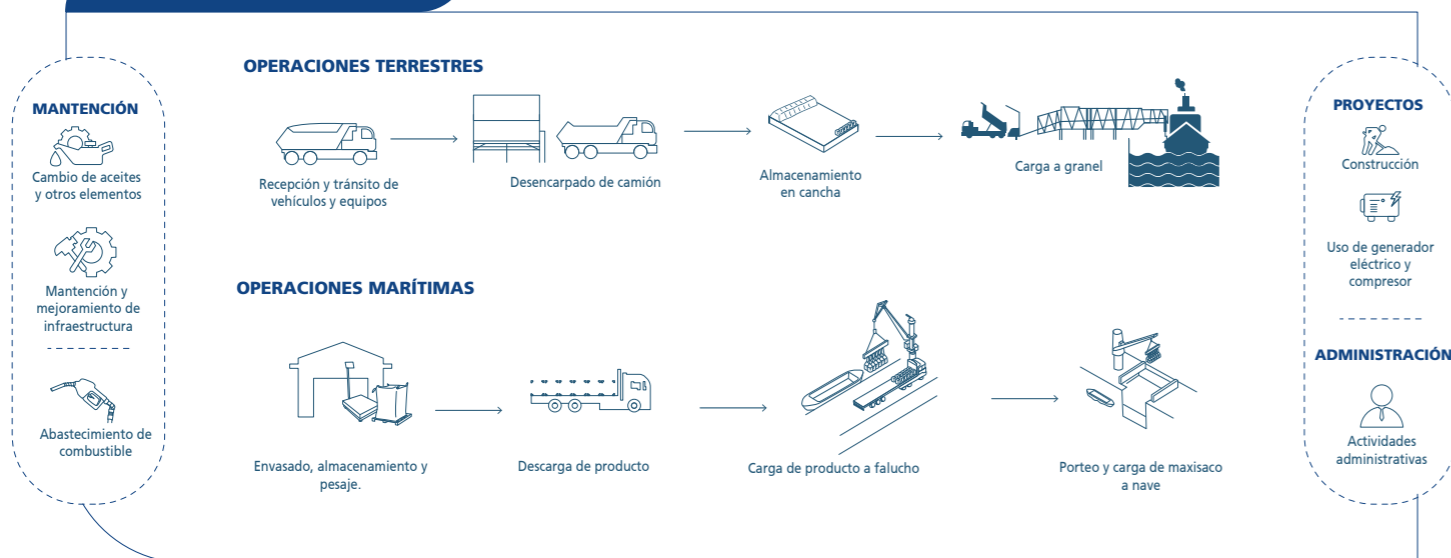 MANTENCIÓN
Cambio de aceites
y otros elementos
Mantención y
mejoramiento de
infraestructura
Abastecimiento de
combustible
OPERACIONES TERRESTRES
Recepción y tránsito de
vehículos y equipos
Desencarpado de camión
Almacenamiento
en cancha
Carga a granel
OPERACIONES MARÍTIMAS
Envasado, almacenamiento y
pesaje.
Descarga de producto
Carga de producto a falucho
Porteo y carga de maxisaco
a nave
PROYECTOS
Construcción
Uso de generador
eléctrico y
compresor
ADMINISTRACIÓN
Actividades
administrativas